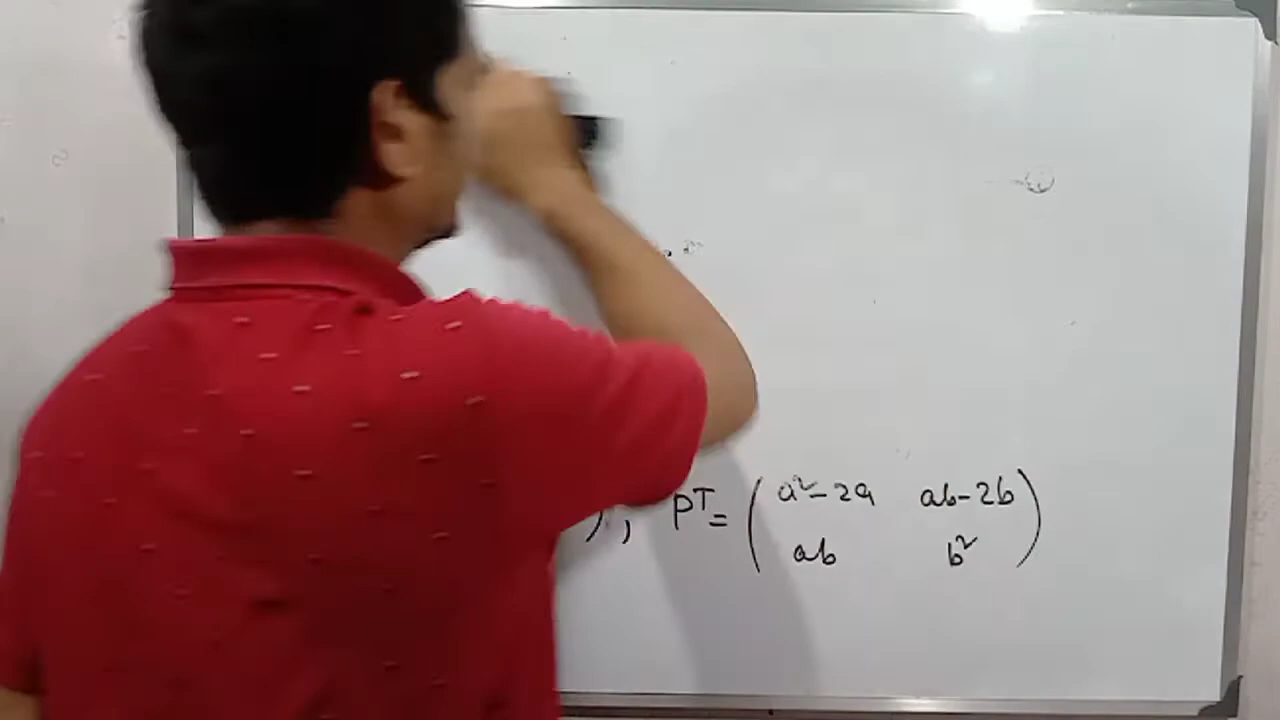 ) , Pᵀ = ( a² - 2a ab - 2b
ab b² )